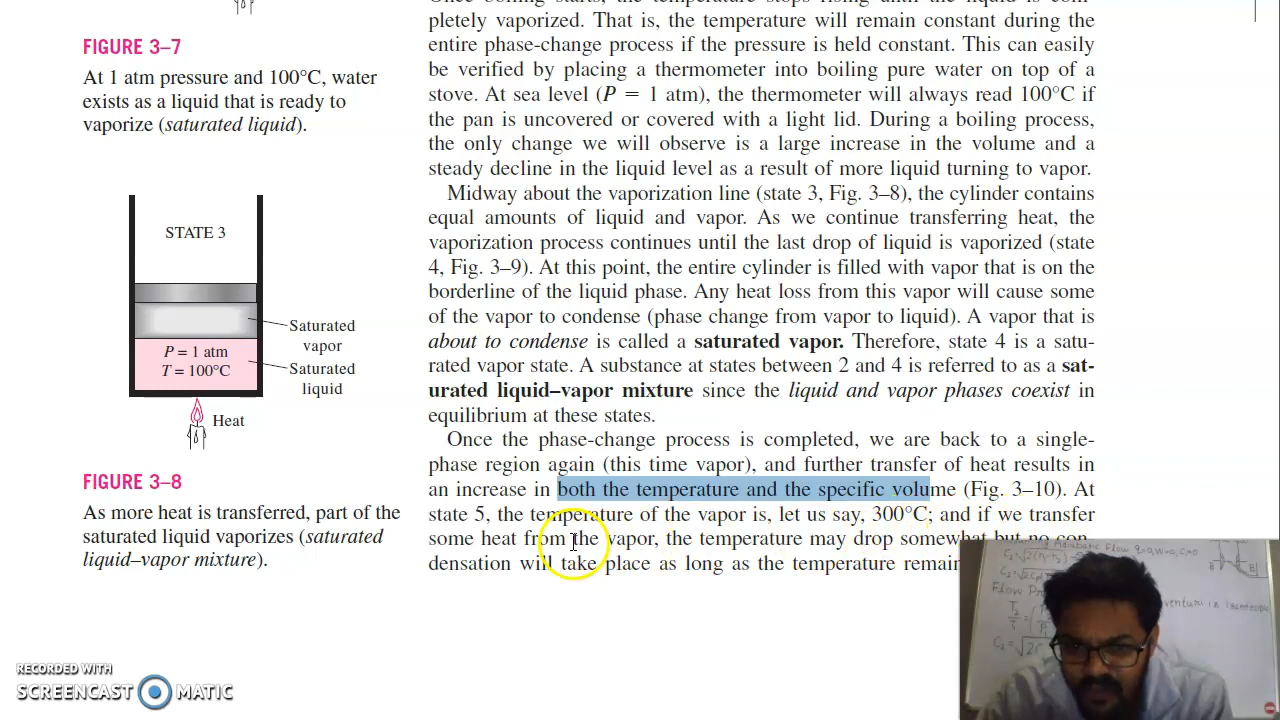 Once boiling starts, the temperature stops rising until the liquid is com-
pletely vaporized. That is, the temperature will remain constant during the
entire phase-change process if the pressure is held constant. This can easily
be verified by placing a thermometer into boiling pure water on top of a
stove. At sea level (P = 1 atm), the thermometer will always read 100°C if
the pan is uncovered or covered with a light lid. During a boiling process,
the only change we will observe is a large increase in the volume and a
steady decline in the liquid level as a result of more liquid turning to vapor.
Midway about the vaporization line (state 3, Fig. 3–8), the cylinder contains
equal amounts of liquid and vapor. As we continue transferring heat, the
vaporization process continues until the last drop of liquid is vaporized (state
4, Fig. 3–9). At this point, the entire cylinder is filled with vapor that is on the
borderline of the liquid phase. Any heat loss from this vapor will cause some
of the vapor to condense (phase change from vapor to liquid). A vapor that is
about to condense is called a saturated vapor. Therefore, state 4 is a satu-
rated vapor state. A substance at states between 2 and 4 is referred to as a sat-
urated liquid–vapor mixture since the liquid and vapor phases coexist in
equilibrium at these states.
Once the phase-change process is completed, we are back to a single-
phase region again (this time vapor), and further transfer of heat results in
an increase in both the temperature and the specific volume (Fig. 3–10). At
state 5, the temperature of the vapor is, let us say, 300°C; and if we transfer
some heat from the vapor, the temperature may drop somewhat but no con-
densation will take place as long as the temperature remain
FIGURE 3–7
At 1 atm pressure and 100°C, water
exists as a liquid that is ready to
vaporize (saturated liquid).
STATE 3
Saturated
vapor
P = 1 atm
T = 100°C
Saturated
liquid
Heat
FIGURE 3–8
As more heat is transferred, part of the
saturated liquid vaporizes (saturated
liquid–vapor mixture).
RECORDED WITH
SCREENCAST MATIC
Adiabatic Flow
Flow
venturi is isentropic